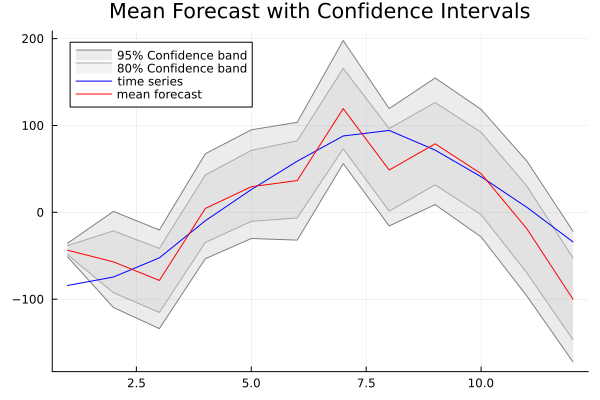 Mean Forecast with Confidence Intervals
200
100
0
−100
95% Confidence band
80% Confidence band
time series
mean forecast
2.5
5.0
7.5
10.0